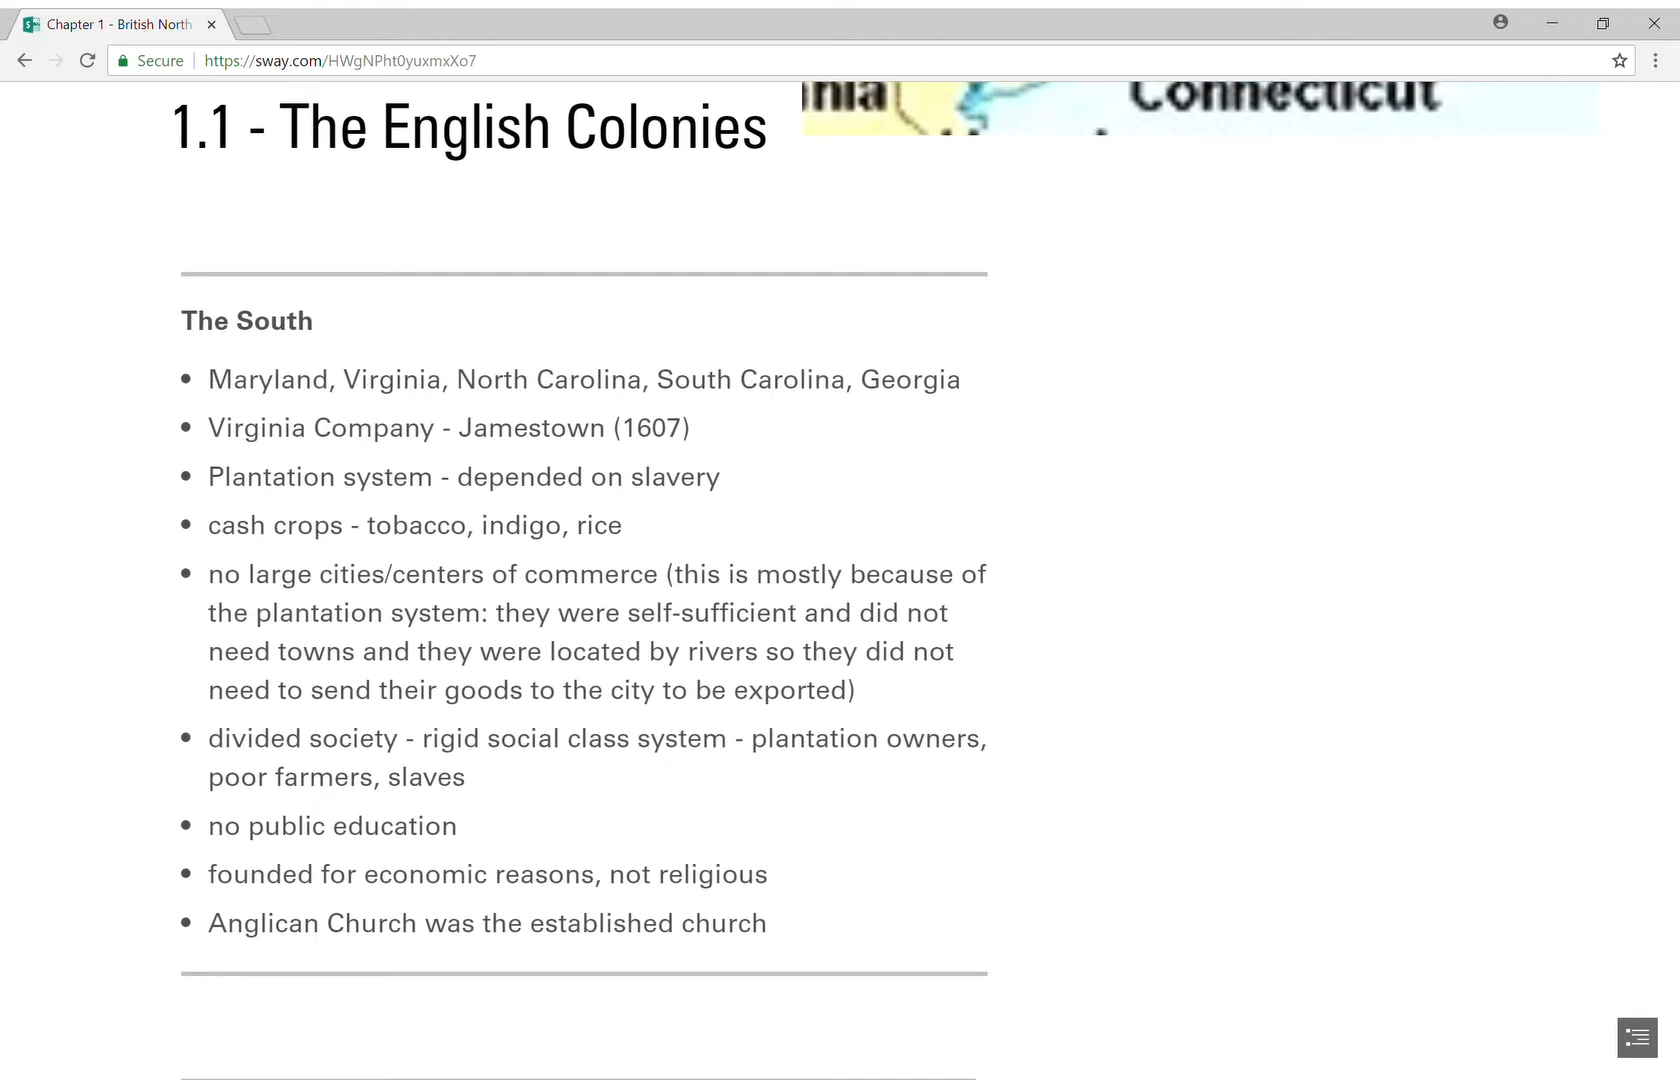 Chapter 1 - British North
Secure
https://sway.com/HWgNPht0yuxmxXo7
1.1 - The English Colonies
Connecticut
The South
• Maryland, Virginia, North Carolina, South Carolina, Georgia
• Virginia Company - Jamestown (1607)
• Plantation system - depended on slavery
• cash crops - tobacco, indigo, rice
• no large cities/centers of commerce (this is mostly because of
the plantation system: they were self-sufficient and did not
need towns and they were located by rivers so they did not
need to send their goods to the city to be exported)
• divided society - rigid social class system - plantation owners,
poor farmers, slaves
• no public education
• founded for economic reasons, not religious
• Anglican Church was the established church